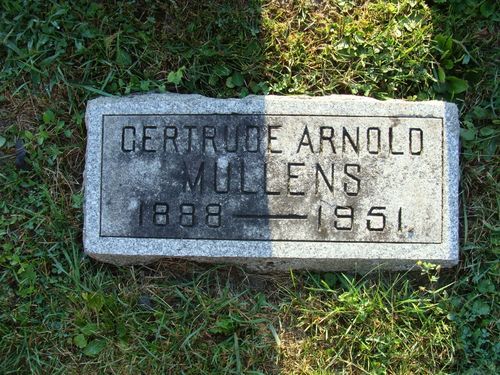 GERTRUDE ARNOLD
MULLENS
1888 — 1951